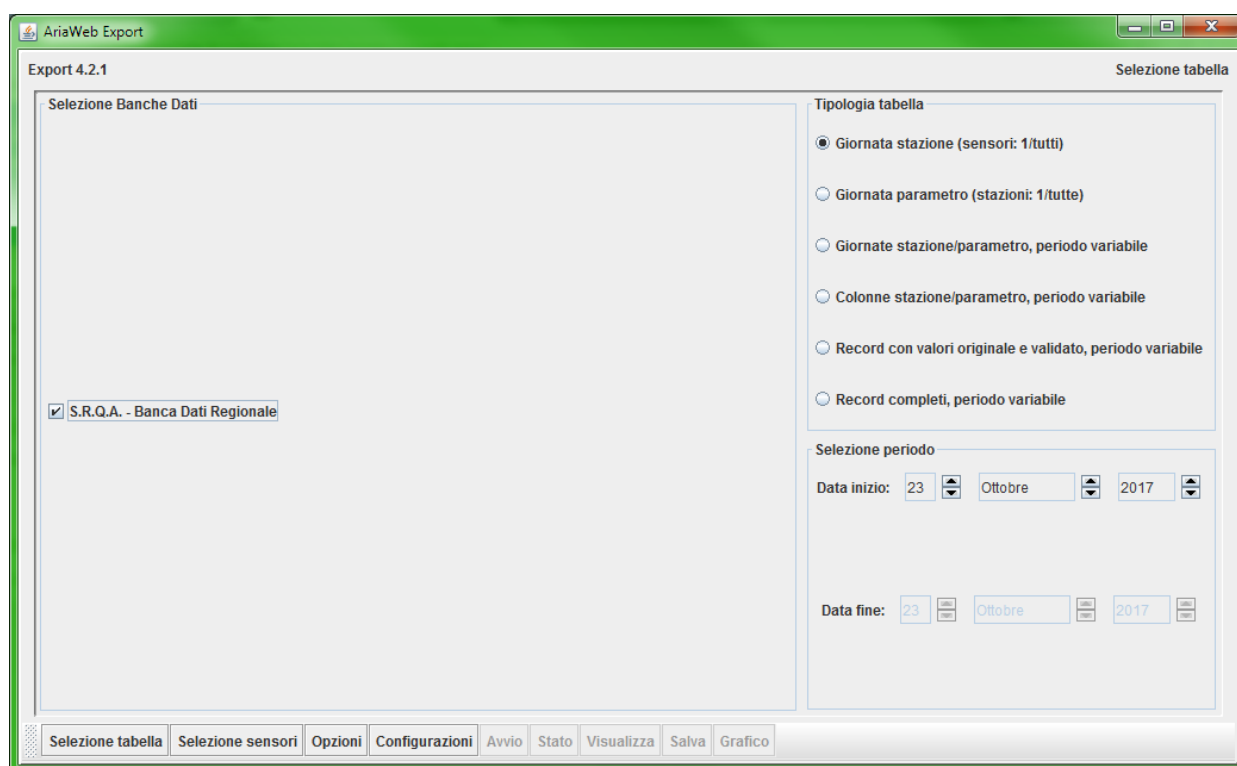 AriaWeb Export
Export 4.2.1
Selezione tabella
Selezione Banche Dati
S.R.Q.A. - Banca Dati Regionale
Tipologia tabella
Giornata stazione (sensori: 1/tutti)
Giornata parametro (stazioni: 1/tutte)
Giornate stazione/parametro, periodo variabile
Colonne stazione/parametro, periodo variabile
Record con valori originale e validato, periodo variabile
Record completi, periodo variabile
Selezione periodo
Data inizio: 23 Ottobre 2017
Data fine: 23 Ottobre 2017
Selezione tabella Selezione sensori Opzioni Configurazioni Avvio Stato Visualizza Salva Grafico